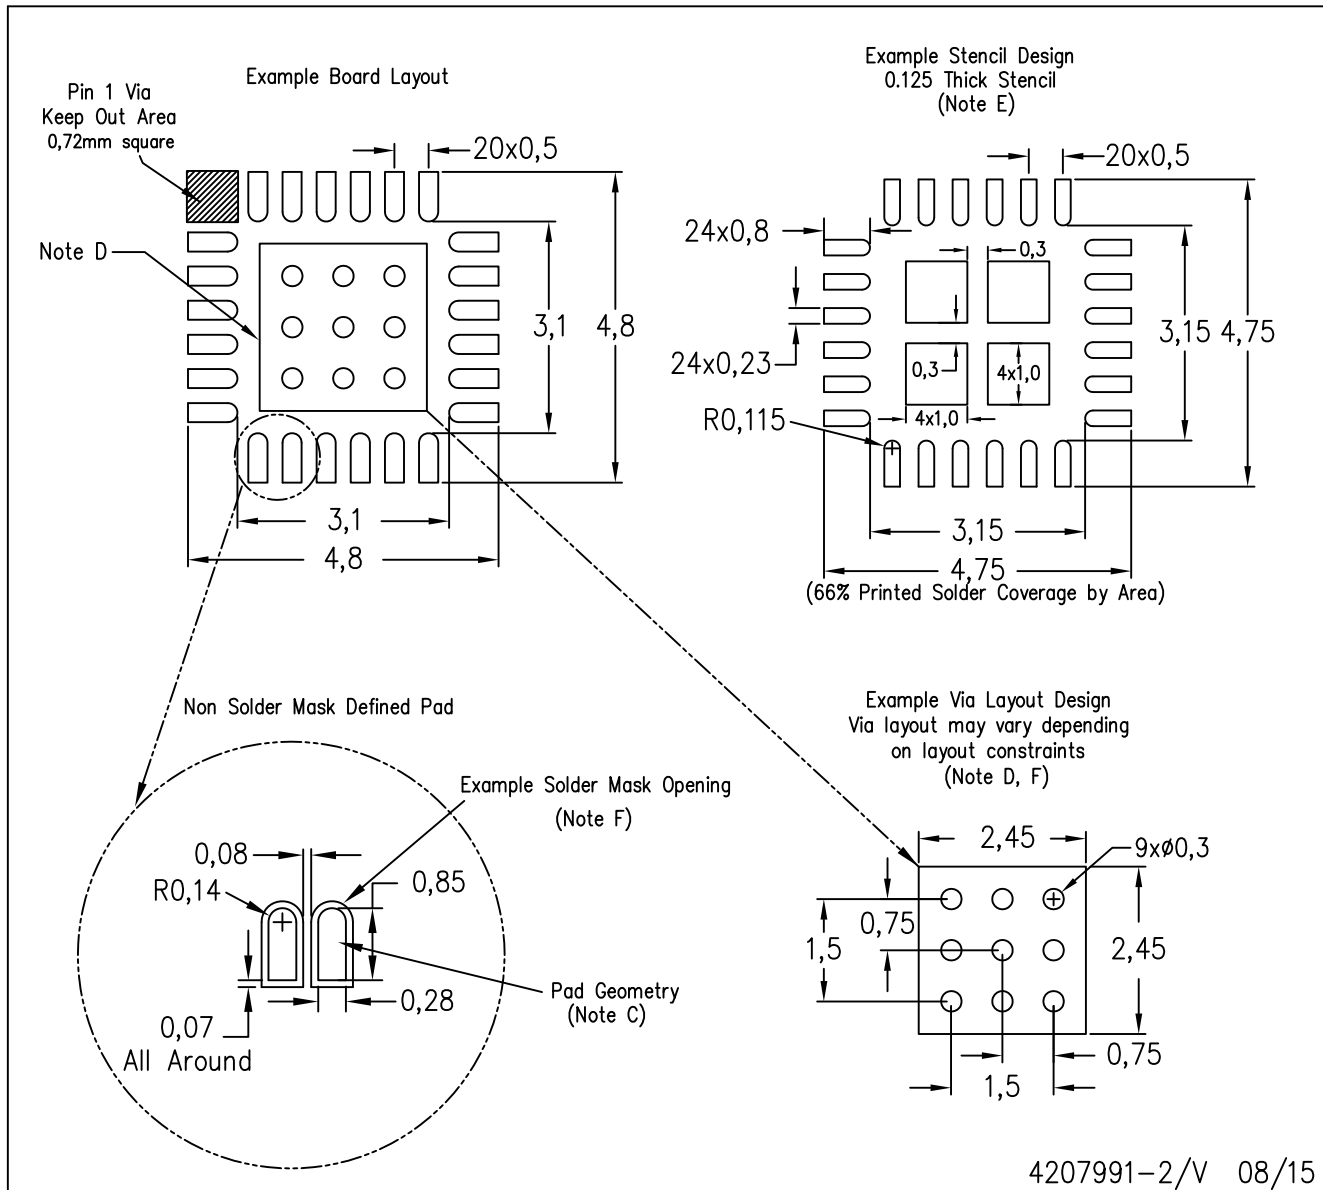 Example Board Layout
Pin 1 Via
Keep Out Area
0,72mm square
20x0,5
Note D
3,1
4,8
3,1
4,8
Example Stencil Design
0.125 Thick Stencil
(Note E)
20x0,5
24x0,8
0,3
3,15
4,75
24x0,23
0,3
4x1,0
R0,115
4x1,0
3,15
4,75
(66% Printed Solder Coverage by Area)
Non Solder Mask Defined Pad
Example Solder Mask Opening
(Note F)
0,08
R0,14
0,85
Pad Geometry
(Note C)
0,28
0,07
All Around
Example Via Layout Design
Via layout may vary depending
on layout constraints
(Note D, F)
2,45
9xø0,3
0,75
1,5
2,45
0,75
1,5
4207991-2/V 08/15